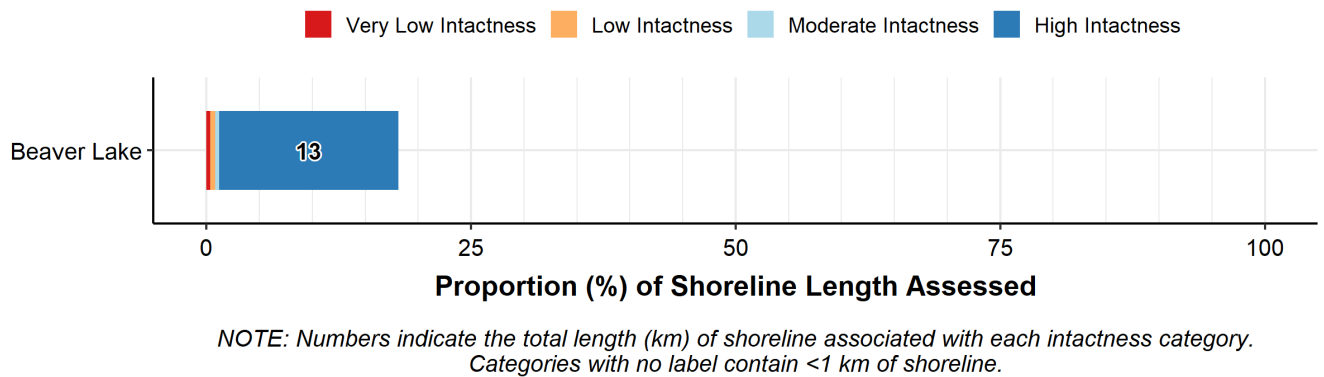 Very Low Intactness Low Intactness Moderate Intactness High Intactness
Beaver Lake 13
0 25 50 75 100
Proportion (%) of Shoreline Length Assessed
NOTE: Numbers indicate the total length (km) of shoreline associated with each intactness category.
Categories with no label contain <1 km of shoreline.